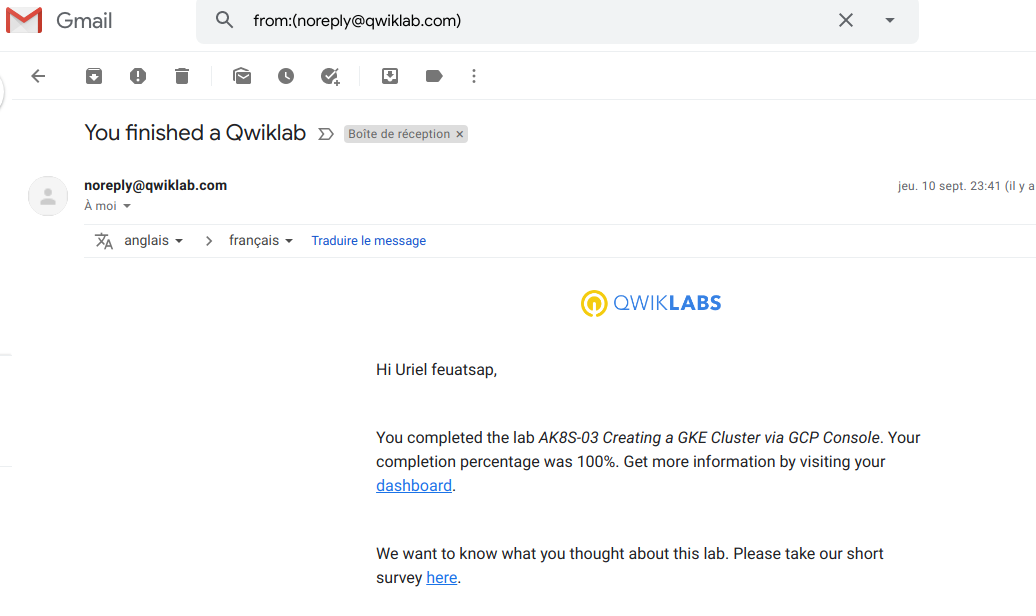 Gmail
from:(noreply@qwiklab.com)
You finished a Qwiklab
Boîte de réception ×
noreply@qwiklab.com
jeu. 10 sept. 23:41 (il y a
À moi
anglais
français
Traduire le message
QWIKLABS
Hi Uriel feuatsap,
You completed the lab AK8S-03 Creating a GKE Cluster via GCP Console. Your
completion percentage was 100%. Get more information by visiting your
dashboard.
We want to know what you thought about this lab. Please take our short
survey here.